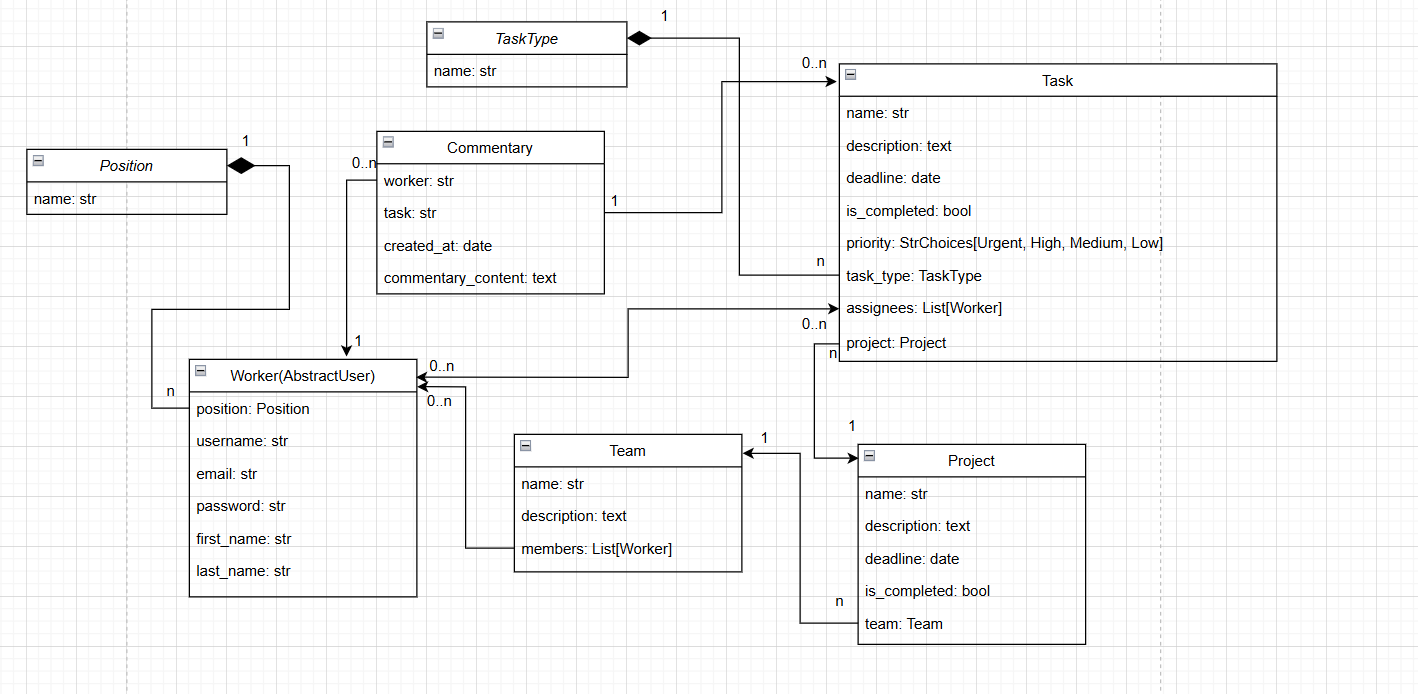 1
TaskType
name: str
0..n
Task
name: str
description: text
deadline: date
is_completed: bool
priority: StrChoices[Urgent, High, Medium, Low]
n
task_type: TaskType
assignees: List[Worker]
0..n
project: Project
n
1
Position
name: str
Commentary
0..n
worker: str
task: str
1
created_at: date
commentary_content: text
1
0..n
Worker(AbstractUser)
n
0..n
position: Position
username: str
email: str
password: str
first_name: str
last_name: str
1
Team
name: str
description: text
members: List[Worker]
1
Project
name: str
description: text
deadline: date
is_completed: bool
n
team: Team